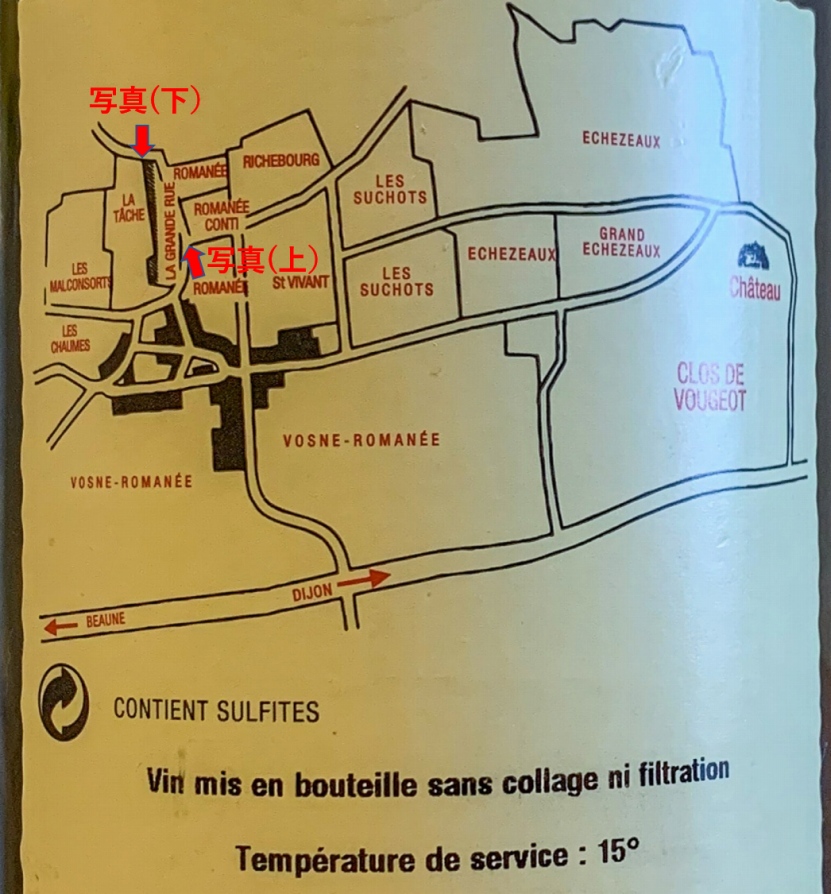 写真(下)
ECHEZEAUX
ROMANÉE
RICHEBOURG
LA
TÂCHE
LA GRANDE RUE
LES
SUCHOTS
ROMANÉE
CONTI
写真(上)
ROMANÉE
St VIVANT
LES
SUCHOTS
ECHEZEAUX
GRAND
ECHEZEAUX
Château
LES
MALCONSORTS
LES
CHAUMES
CLOS DE
VOUGEOT
VOSNE-ROMANÉE
VOSNE-ROMANÉE
DIJON
BEAUNE
CONTIENT SULFITES
Vin mis en bouteille sans collage ni filtration
Température de service : 15°